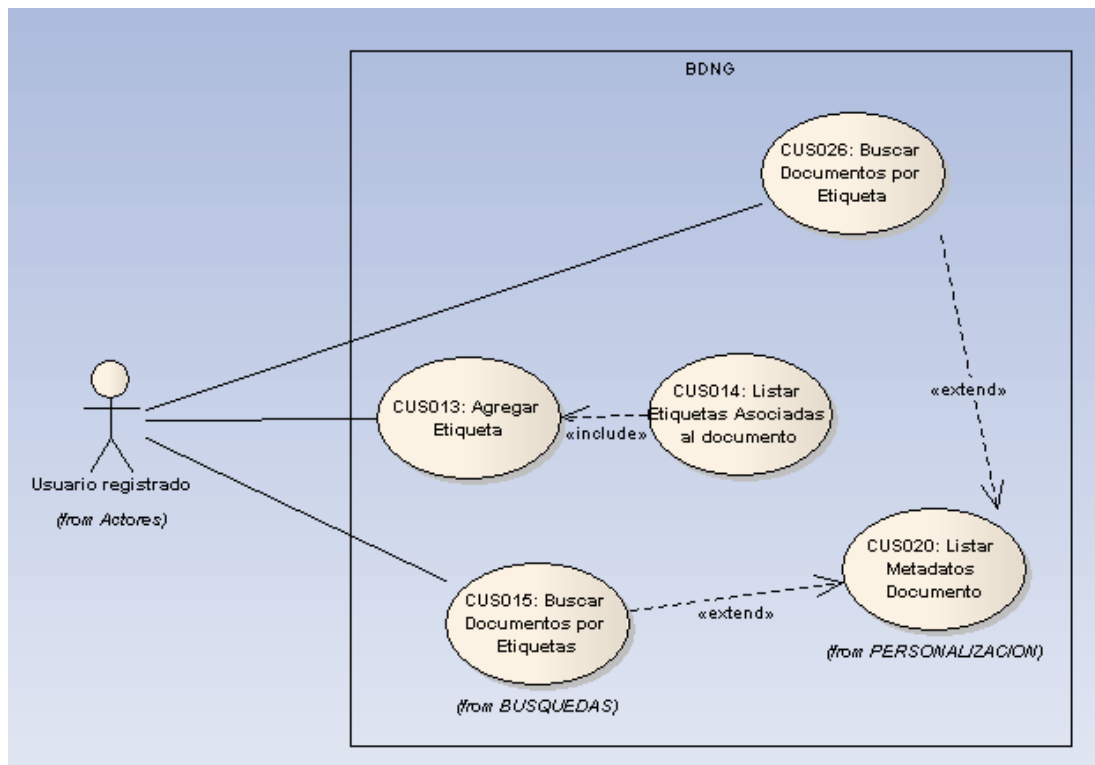 BDNG
CUS026: Buscar
Documentos por
Etiqueta
«extend»
CUS013: Agregar
Etiqueta
«include»
CUS014: Listar
Etiquetas Asociadas
al documento
Usuario registrado
(from Actores)
CUS015: Buscar
Documentos por
Etiquetas
(from BUSQUEDAS)
«extend»
CUS020: Listar
Metadatos
Documento
(from PERSONALIZACION)